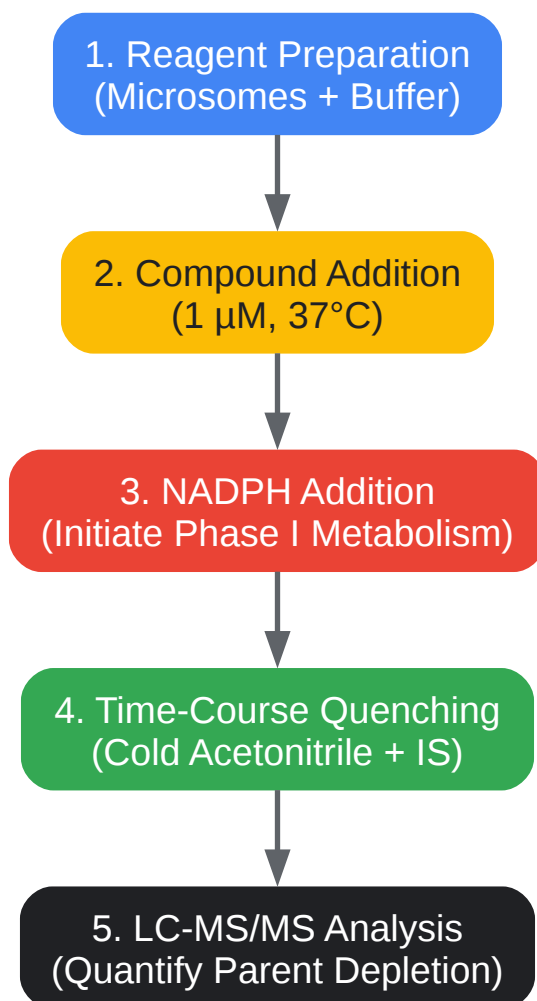 1. Reagent Preparation
(Microsomes + Buffer)
2. Compound Addition
(1 µM, 37°C)
3. NADPH Addition
(Initiate Phase I Metabolism)
4. Time-Course Quenching
(Cold Acetonitrile + IS)
5. LC-MS/MS Analysis
(Quantify Parent Depletion)